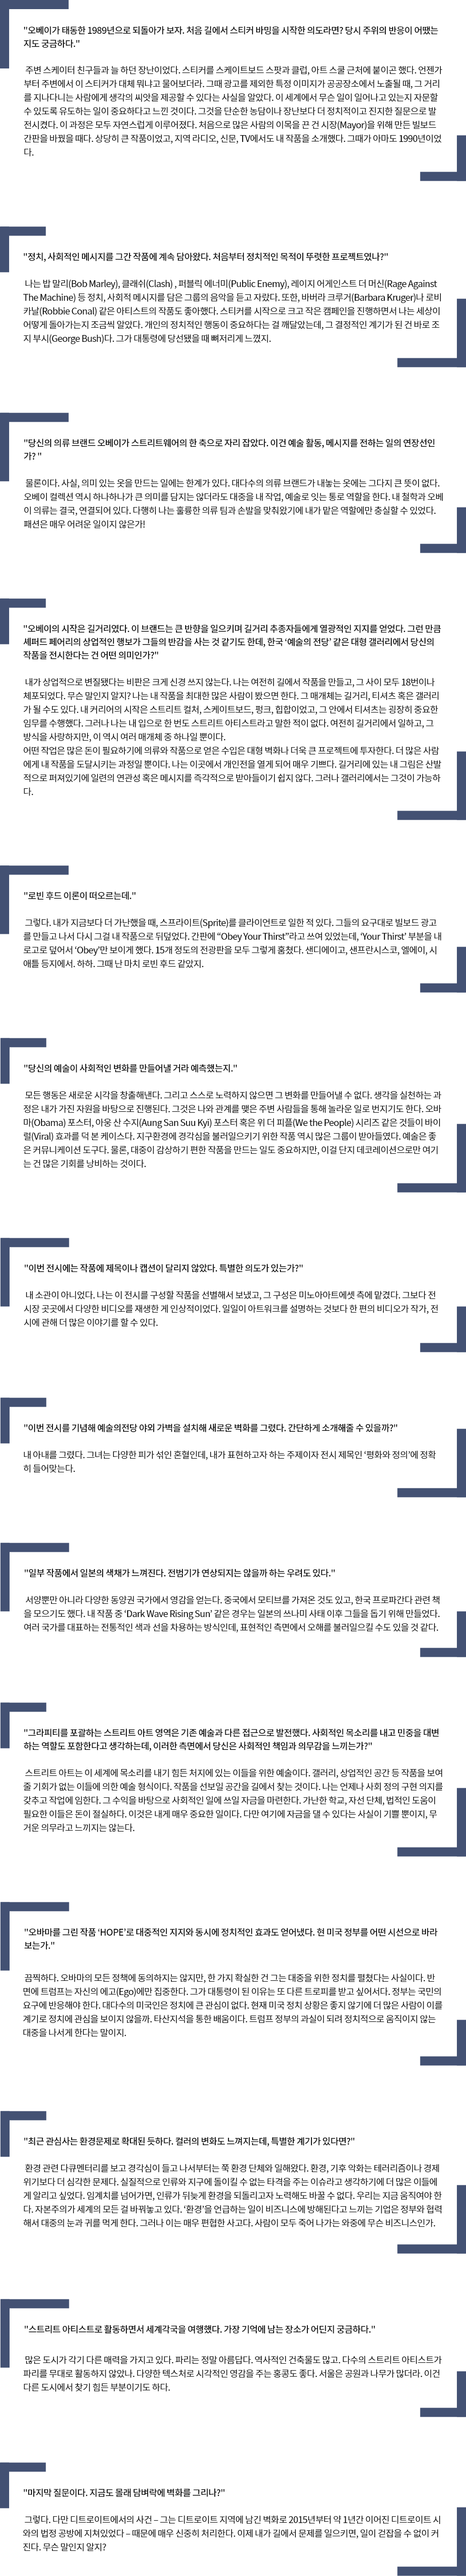 "오베이가 태동한 1989년으로 되돌아가 보자. 처음 길에서 스티커 바밍을 시작한 의도라면? 당시 주위의 반응이 어땠는
지도 궁금하다."
주변 스케이터 친구들과 늘 하던 장난이었다. 스티커를 스케이트보드 스팟과 클럽, 아트 스쿨 근처에 붙이곤 했다. 언젠가
부터 주변에서 이 스티커가 대체 뭐냐고 물어보더라. 그때 광고를 제외한 특정 이미지가 공공장소에서 노출될 때, 그 거리
를 지나다니는 사람에게 생각의 씨앗을 제공할 수 있다는 사실을 알았다. 이 세계에서 무슨 일이 일어나고 있는지 자문할
수 있도록 유도하는 일이 중요하다고 느낀 것이다. 그것을 단순한 농담이나 장난보다 더 정치적이고 진지한 질문으로 발
전시켰다. 이 과정은 모두 자연스럽게 이루어졌다. 처음으로 많은 사람의 이목을 끈 건 시장(Mayor)을 위해 만든 빌보드
간판을 바꿨을 때다. 상당히 큰 작품이었고, 지역 라디오, 신문, TV에서도 내 작품을 소개했다. 그때가 아마도 1990년이었
다.
"정치, 사회적인 메시지를 그간 작품에 계속 담아왔다. 처음부터 정치적인 목적이 뚜렷한 프로젝트였나?"
나는 밥 말리(Bob Marley), 클래쉬(Clash) , 퍼블릭 에너미(Public Enemy), 레이지 어게인스트 더 머신(Rage Against
The Machine) 등 정치, 사회적 메시지를 담은 그룹의 음악을 듣고 자랐다. 또한, 바버라 크루거(Barbara Kruger)나 로비
카날(Robbie Conal) 같은 아티스트의 작품도 좋아했다. 스티커를 시작으로 크고 작은 캠페인을 진행하면서 나는 세상이
어떻게 돌아가는지 조금씩 알았다. 개인의 정치적인 행동이 중요하다는 걸 깨달았는데, 그 결정적인 계기가 된 건 바로 조
지 부시(George Bush)다. 그가 대통령에 당선됐을 때 뼈저리게 느꼈지.
"당신의 의류 브랜드 오베이가 스트리트웨어의 한 축으로 자리 잡았다. 이건 예술 활동, 메시지를 전하는 일의 연장선인
가? "
물론이다. 사실, 의미 있는 옷을 만드는 일에는 한계가 있다. 대다수의 의류 브랜드가 내놓는 옷에는 그다지 큰 뜻이 없다.
오베이 컬렉션 역시 하나하나가 큰 의미를 담지는 않더라도 대중을 내 작업, 예술로 잇는 통로 역할을 한다. 내 철학과 오베
이 의류는 결국, 연결되어 있다. 다행히 나는 훌륭한 의류 팀과 손발을 맞춰왔기에 내가 맡은 역할에만 충실할 수 있었다.
패션은 매우 어려운 일이지 않은가!
"오베이의 시작은 길거리였다. 이 브랜드는 큰 반향을 일으키며 길거리 추종자들에게 열광적인 지지를 얻었다. 그런 만큼
셰퍼드 페어리의 상업적인 행보가 그들의 반감을 사는 것 같기도 한데, 한국 ‘예술의 전당’ 같은 대형 갤러리에서 당신의
작품을 전시한다는 건 어떤 의미인가?"
내가 상업적으로 변질됐다는 비판은 크게 신경 쓰지 않는다. 나는 여전히 길에서 작품을 만들고, 그 사이 모두 18번이나
체포되었다. 무슨 말인지 알지? 나는 내 작품을 최대한 많은 사람이 봤으면 한다. 그 매개체는 길거리, 티셔츠 혹은 갤러리
가 될 수도 있다. 내 커리어의 시작은 스트리트 컬처, 스케이트보드, 펑크, 힙합이었고, 그 안에서 티셔츠는 굉장히 중요한
임무를 수행했다. 그러나 나는 내 입으로 한 번도 스트리트 아티스트라고 말한 적이 없다. 여전히 길거리에서 일하고, 그
방식을 사랑하지만, 이 역시 여러 매개체 중 하나일 뿐이다.
어떤 작업은 많은 돈이 필요하기에 의류와 작품으로 얻은 수입은 대형 벽화나 더욱 큰 프로젝트에 투자한다. 더 많은 사람
에게 내 작품을 도달시키는 과정일 뿐이다. 나는 이곳에서 개인전을 열게 되어 매우 기쁘다. 길거리에 있는 내 그림은 산발
적으로 퍼져있기에 일련의 연관성 혹은 메시지를 즉각적으로 받아들이기 쉽지 않다. 그러나 갤러리에서는 그것이 가능하
다.
"로빈 후드 이론이 떠오르는데."
그렇다. 내가 지금보다 더 가난했을 때, 스프라이트(Sprite)를 클라이언트로 일한 적 있다. 그들의 요구대로 빌보드 광고
를 만들고 나서 다시 그걸 내 작품으로 뒤덮었다. 간판에 “Obey Your Thirst”라고 쓰여 있었는데, ‘Your Thirst’ 부분을 내
로고로 덮어서 ‘Obey’만 보이게 했다. 15개 정도의 전광판을 모두 그렇게 훔쳤다. 샌디에이고, 샌프란시스코, 엘에이, 시
애틀 등지에서. 하하. 그때 난 마치 로빈 후드 같았지.
"당신의 예술이 사회적인 변화를 만들어낼 거라 예측했는지."
모든 행동은 새로운 시각을 창출해낸다. 그리고 스스로 노력하지 않으면 그 변화를 만들어낼 수 없다. 생각을 실천하는 과
정은 내가 가진 자원을 바탕으로 진행된다. 그것은 나와 관계를 맺은 주변 사람들을 통해 놀라운 일로 번지기도 한다. 오바
마(Obama) 포스터, 아웅 산 수지(Aung San Suu Kyi) 포스터 혹은 위 더 피플(We the People) 시리즈 같은 것들이 바이
럴(Viral) 효과를 덕 본 케이스다. 지구환경에 경각심을 불러일으키기 위한 작품 역시 많은 그룹이 받아들였다. 예술은 좋
은 커뮤니케이션 도구다. 물론, 대중이 감상하기 편한 작품을 만드는 일도 중요하지만, 이걸 단지 데코레이션으로만 여기
는 건 많은 기회를 낭비하는 것이다.
"이번 전시에는 작품에 제목이나 캡션이 달리지 않았다. 특별한 의도가 있는가?"
내 소관이 아니었다. 나는 이 전시를 구성할 작품을 선별해서 보냈고, 그 구성은 미노아아트에셋 측에 맡겼다. 그보다 전
시장 곳곳에서 다양한 비디오를 재생한 게 인상적이었다. 일일이 아트워크를 설명하는 것보다 한 편의 비디오가 작가, 전
시에 관해 더 많은 이야기를 할 수 있다.
"이번 전시를 기념해 예술의전당 야외 가벽을 설치해 새로운 벽화를 그렸다. 간단하게 소개해줄 수 있을까?"
내 아내를 그렸다. 그녀는 다양한 피가 섞인 혼혈인데, 내가 표현하고자 하는 주제이자 전시 제목인 ‘평화와 정의’에 정확
히 들어맞는다.
"일부 작품에서 일본의 색채가 느껴진다. 전범기가 연상되지는 않을까 하는 우려도 있다."
서양뿐만 아니라 다양한 동양권 국가에서 영감을 얻는다. 중국에서 모티브를 가져온 것도 있고, 한국 프로파간다 관련 책
을 모으기도 했다. 내 작품 중 ‘Dark Wave Rising Sun’ 같은 경우는 일본의 쓰나미 사태 이후 그들을 돕기 위해 만들었다.
여러 국가를 대표하는 전통적인 색과 선을 차용하는 방식인데, 표현적인 측면에서 오해를 불러일으킬 수도 있을 것 같다.
"그라피티를 포괄하는 스트리트 아트 영역은 기존 예술과 다른 접근으로 발전했다. 사회적인 목소리를 내고 민중을 대변
하는 역할도 포함한다고 생각하는데, 이러한 측면에서 당신은 사회적인 책임과 의무감을 느끼는가?"
스트리트 아트는 이 세계에 목소리를 내기 힘든 처지에 있는 이들을 위한 예술이다. 갤러리, 상업적인 공간 등 작품을 보여
줄 기회가 없는 이들에 의한 예술 형식이다. 작품을 선보일 공간을 길에서 찾는 것이다. 나는 언제나 사회 정의 구현 의지를
갖추고 작업에 임한다. 그 수익을 바탕으로 사회적인 일에 쓰일 자금을 마련한다. 가난한 학교, 자선 단체, 법적인 도움이
필요한 이들은 돈이 절실하다. 이것은 내게 매우 중요한 일이다. 다만 여기에 자금을 댈 수 있다는 사실이 기쁠 뿐이지, 무
거운 의무라고 느끼지는 않는다.
"오바마를 그린 작품 ‘HOPE’로 대중적인 지지와 동시에 정치적인 효과도 얻어냈다. 현 미국 정부를 어떤 시선으로 바라
보는가."
끔찍하다. 오바마의 모든 정책에 동의하지는 않지만, 한 가지 확실한 건 그는 대중을 위한 정치를 펼쳤다는 사실이다. 반
면에 트럼프는 자신의 에고(Ego)에만 집중한다. 그가 대통령이 된 이유는 또 다른 트로피를 받고 싶어서다. 정부는 국민의
요구에 반응해야 한다. 대다수의 미국인은 정치에 큰 관심이 없다. 현재 미국 정치 상황은 좋지 않기에 더 많은 사람이 이를
계기로 정치에 관심을 보이지 않을까. 타산지석을 통한 배움이다. 트럼프 정부의 과실이 되려 정치적으로 움직이지 않는
대중을 나서게 한다는 말이지.
"최근 관심사는 환경문제로 확대된 듯하다. 컬러의 변화도 느껴지는데, 특별한 계기가 있다면?"
환경 관련 다큐멘터리를 보고 경각심이 들고 나서부터는 쭉 환경 단체와 일해왔다. 환경, 기후 악화는 테러리즘이나 경제
위기보다 더 심각한 문제다. 실질적으로 인류와 지구에 돌이킬 수 없는 타격을 주는 이슈라고 생각하기에 더 많은 이들에
게 알리고 싶었다. 임계치를 넘어가면, 인류가 뒤늦게 환경을 되돌리고자 노력해도 바꿀 수 없다. 우리는 지금 움직여야 한
다. 자본주의가 세계의 모든 걸 바꿔놓고 있다. ‘환경’을 언급하는 일이 비즈니스에 방해된다고 느끼는 기업은 정부와 협력
해서 대중의 눈과 귀를 먹게 한다. 그러나 이는 매우 편협한 사고다. 사람이 모두 죽어 나가는 와중에 무슨 비즈니스인가.
"스트리트 아티스트로 활동하면서 세계각국을 여행했다. 가장 기억에 남는 장소가 어딘지 궁금하다."
많은 도시가 각기 다른 매력을 가지고 있다. 파리는 정말 아름답다. 역사적인 건축물도 많고. 다수의 스트리트 아티스트가
파리를 무대로 활동하지 않았나. 다양한 텍스처로 시각적인 영감을 주는 홍콩도 좋다. 서울은 공원과 나무가 많더라. 이건
다른 도시에서 찾기 힘든 부분이기도 하다.
"마지막 질문이다. 지금도 몰래 담벼락에 벽화를 그리나?"
그렇다. 다만 디트로이트에서의 사건 – 그는 디트로이트 지역에 남긴 벽화로 2015년부터 약 1년간 이어진 디트로이트 시
와의 법정 공방에 지쳐있었다 – 때문에 매우 신중히 처리한다. 이제 내가 길에서 문제를 일으키면, 일이 걷잡을 수 없이 커
진다. 무슨 말인지 알지?